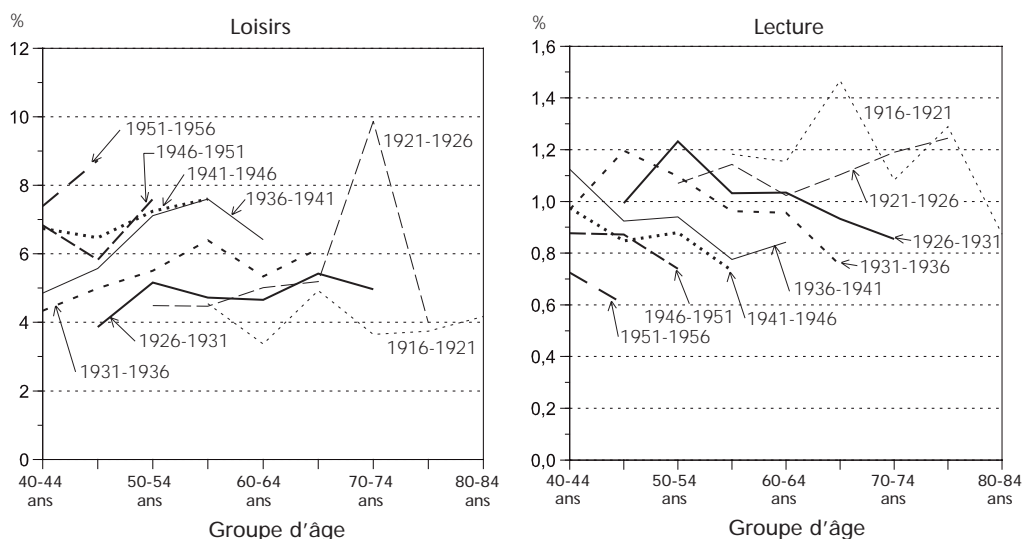 Loisirs
%
12
10
8
6
4
2
0
1951-1956
1946-1951
1941-1946
1936-1941
1921-1926
1926-1931
1931-1936
1916-1921
40-44 ans
50-54 ans
60-64 ans
70-74 ans
80-84 ans
Groupe d'âge
Lecture
%
1,6
1,4
1,2
1,0
0,8
0,6
0,4
0,2
0,0
1916-1921
1921-1926
1926-1931
1931-1936
1936-1941
1941-1946
1946-1951
1951-1956
40-44 ans
50-54 ans
60-64 ans
70-74 ans
80-84 ans
Groupe d'âge